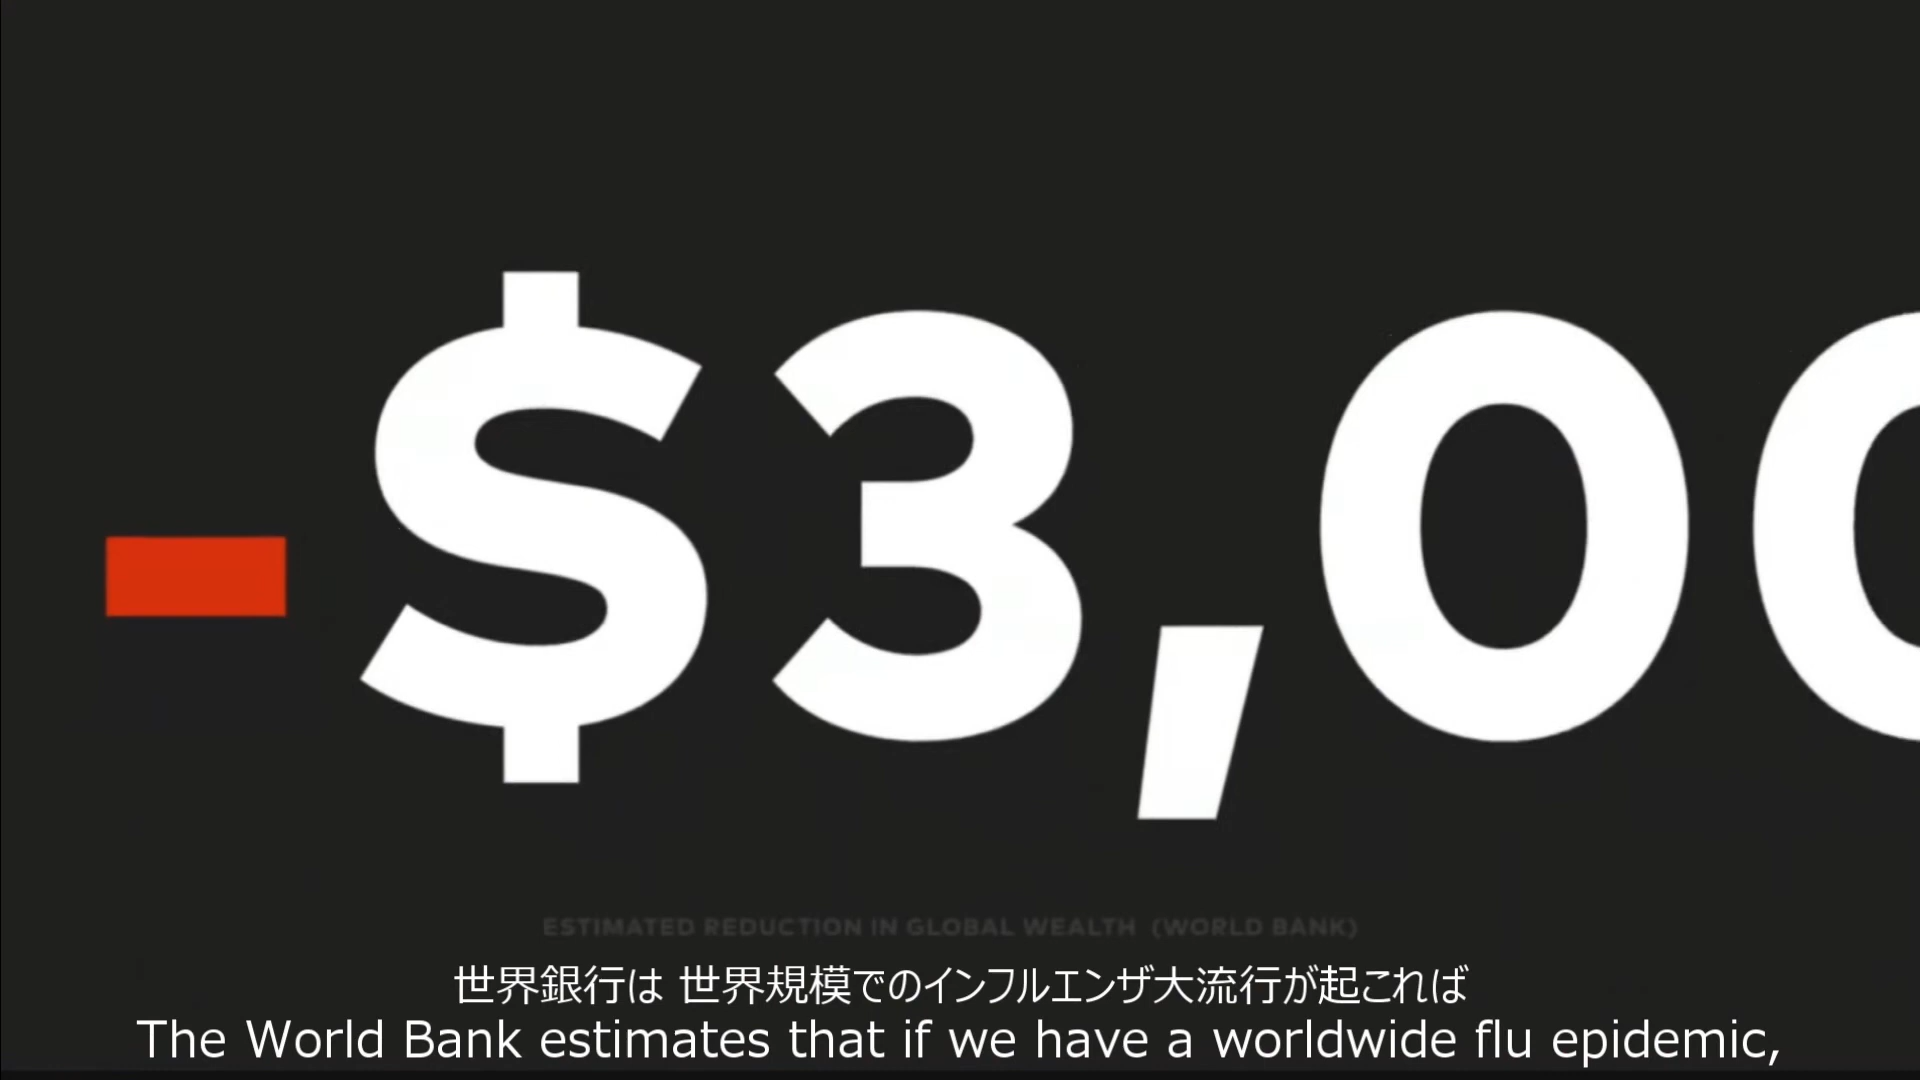 -$3,00
ESTIMATED REDUCTION IN GLOBAL WEALTH (WORLD BANK)
世界銀行は 世界規模でのインフルエンザ大流行が起これば
The World Bank estimates that if we have a worldwide flu epidemic,